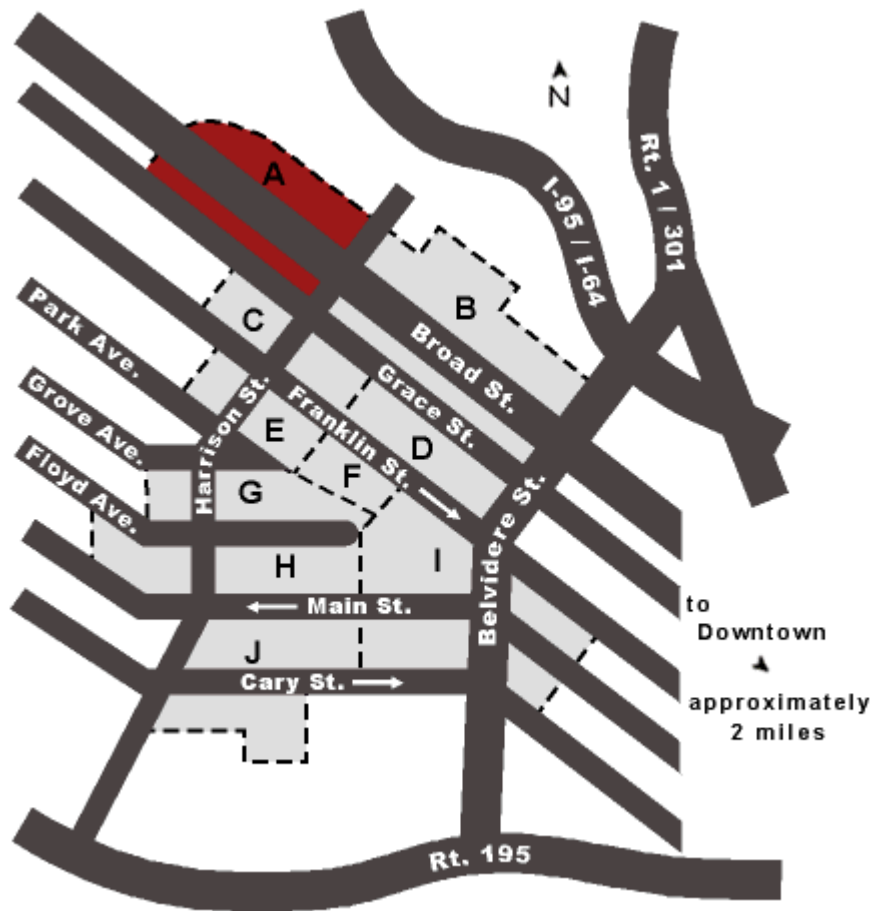 N
Rt. 1 / 301
I-95 / I-64
A
B
C
Broad St.
Park Ave.
Grace St.
Harrison St.
Franklin St.
E
D
Grove Ave.
F
Floyd Ave.
G
Belvidere St.
H
I
Main St.
to
Downtown
J
Cary St.
approximately
2 miles
Rt. 195